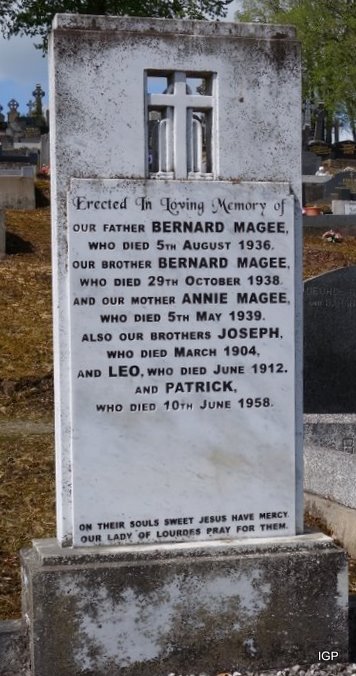 Erected In Loving Memory of
OUR FATHER BERNARD MAGEE,
WHO DIED 5TH AUGUST 1936.
OUR BROTHER BERNARD MAGEE,
WHO DIED 29TH OCTOBER 1938.
AND OUR MOTHER ANNIE MAGEE,
WHO DIED 5TH MAY 1939.
ALSO OUR BROTHERS JOSEPH,
WHO DIED MARCH 1904,
AND LEO, WHO DIED JUNE 1912.
AND PATRICK,
WHO DIED 10TH JUNE 1958.
ON THEIR SOULS SWEET JESUS HAVE MERCY.
OUR LADY OF LOURDES PRAY FOR THEM.
IGP